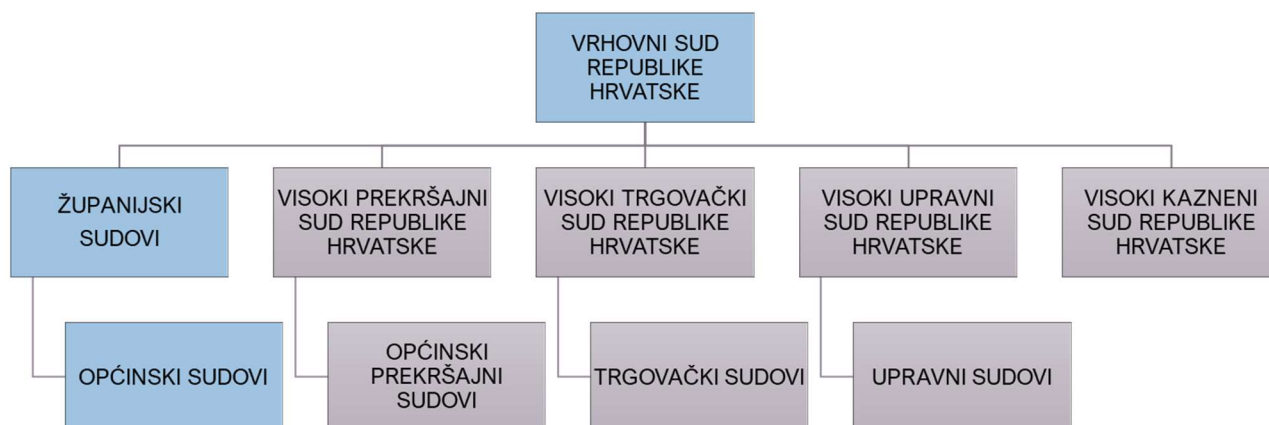 VRHOVNI SUD
REPUBLIKE
HRVATSKE
ŽUPANIJSKI
SUDOVI
VISOKI PREKRŠAJNI
SUD REPUBLIKE
HRVATSKE
VISOKI TRGOVAČKI
SUD REPUBLIKE
HRVATSKE
VISOKI UPRAVNI
SUD REPUBLIKE
HRVATSKE
VISOKI KAZNENI
SUD REPUBLIKE
HRVATSKE
OPĆINSKI SUDOVI
OPĆINSKI
PREKRŠAJNI
SUDOVI
TRGOVAČKI SUDOVI
UPRAVNI SUDOVI